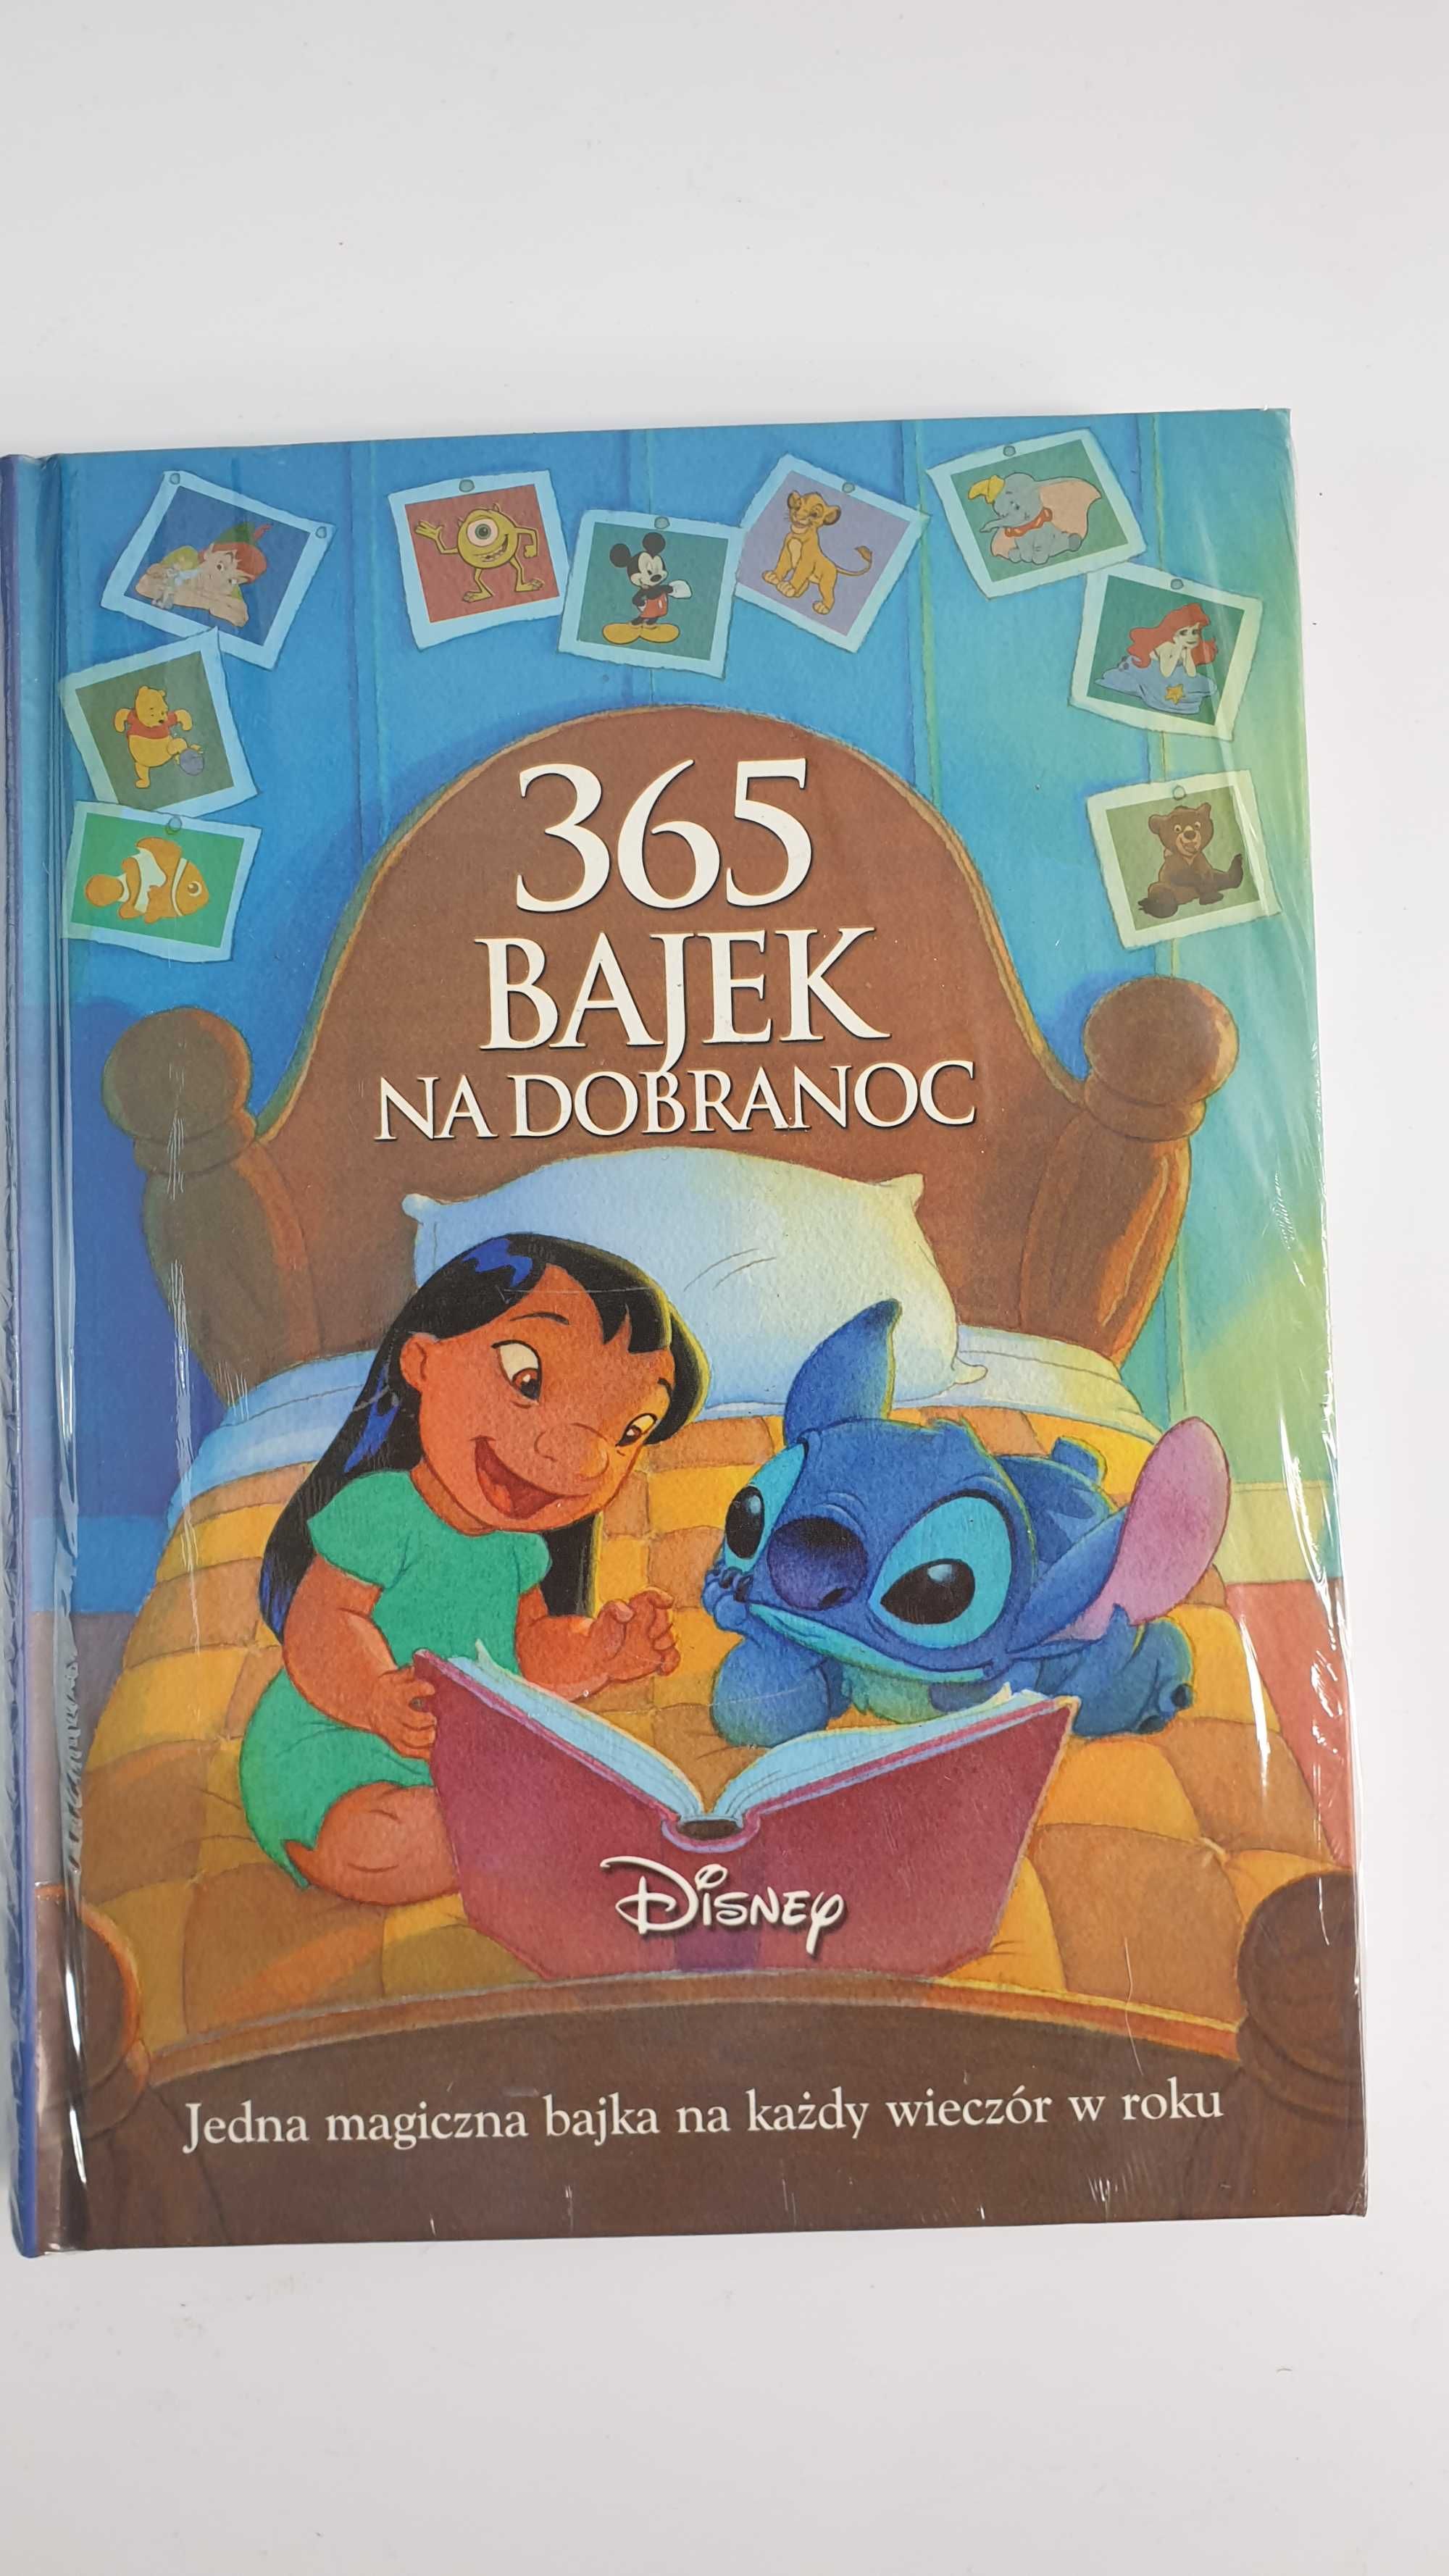 365
BAJEK
NA DOBRANOC
DISNEY
Jedna magiczna bajka na każdy wieczór w roku